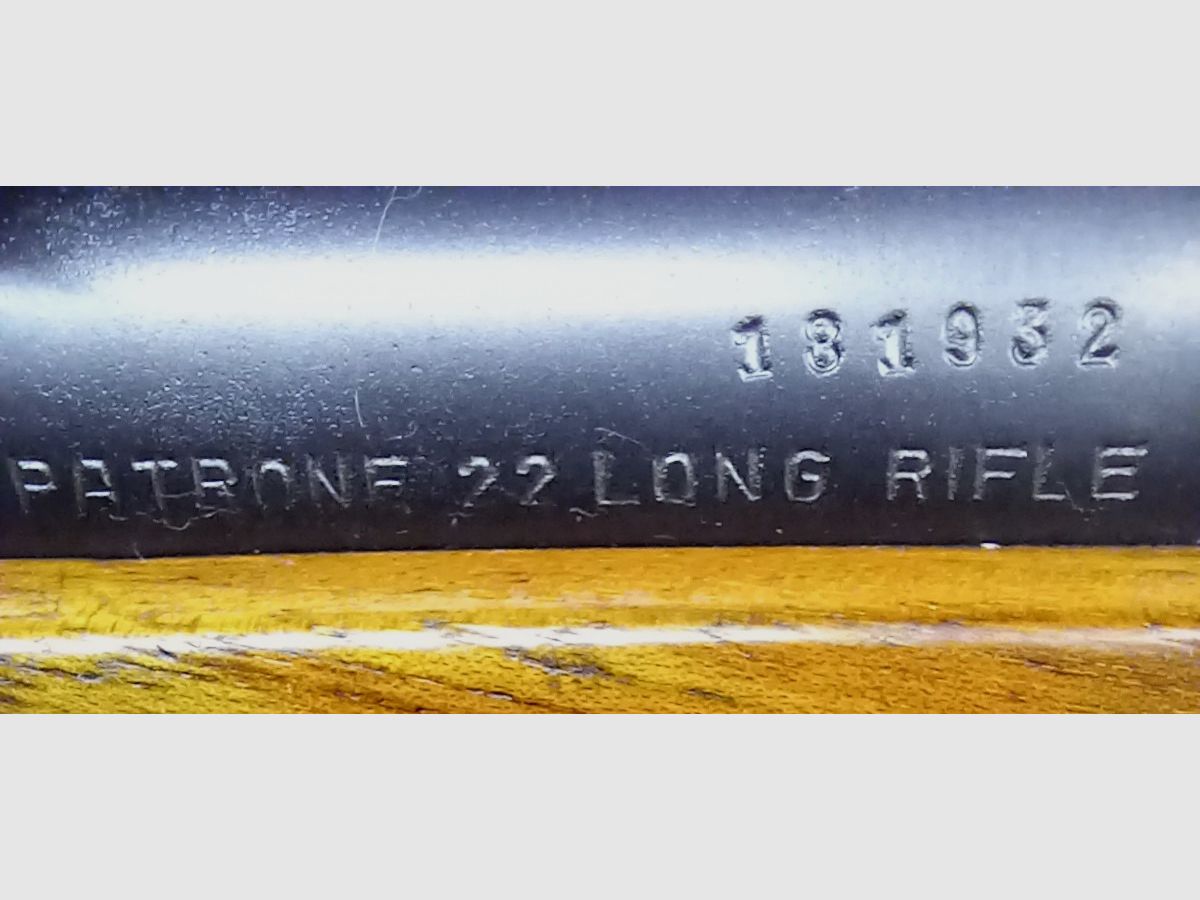 181932
PATRONE 22 LONG RIFLE